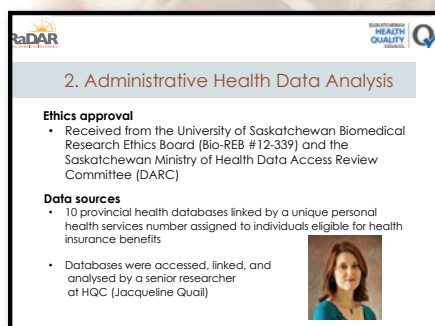 RaDAR
SASKATCHEWAN
HEALTH
QUALITY
COUNCIL
2. Administrative Health Data Analysis
Ethics approval
• Received from the University of Saskatchewan Biomedical
Research Ethics Board (Bio-REB #12-339) and the
Saskatchewan Ministry of Health Data Access Review
Committee (DARC)
Data sources
• 10 provincial health databases linked by a unique personal
health services number assigned to individuals eligible for health
insurance benefits
• Databases were accessed, linked, and
analysed by a senior researcher
at HQC (Jacqueline Quail)